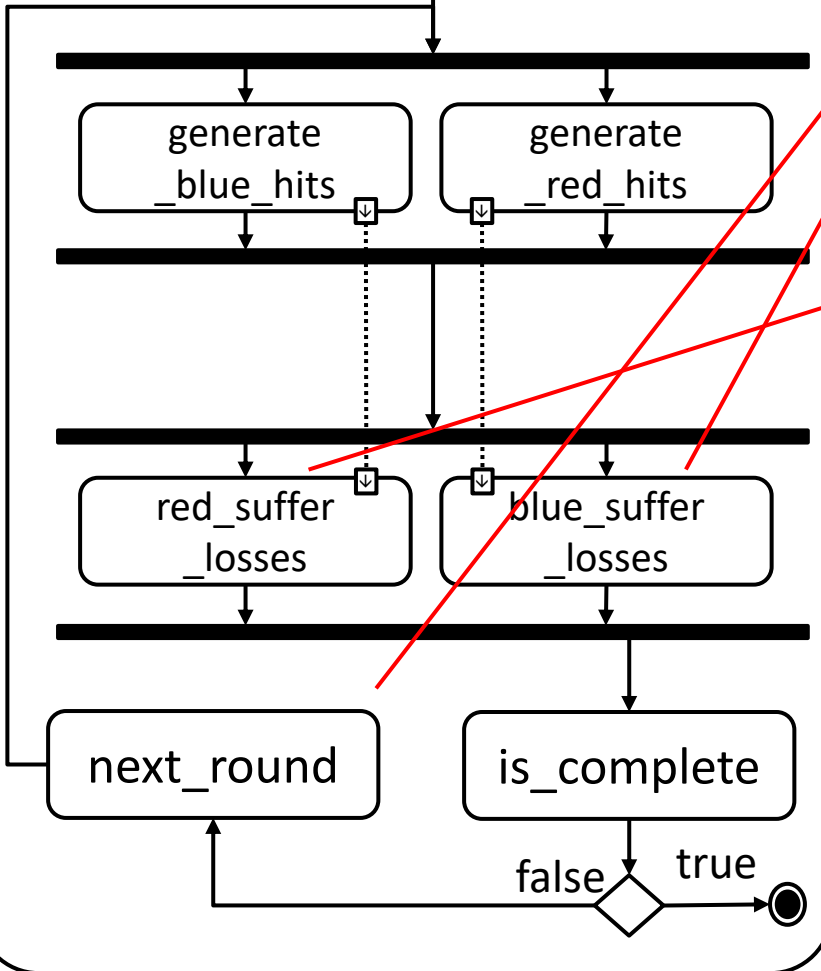 generate
_blue_hits
generate
_red_hits
red_suffer
_losses
blue_suffer
_losses
next_round
is_complete
false
true